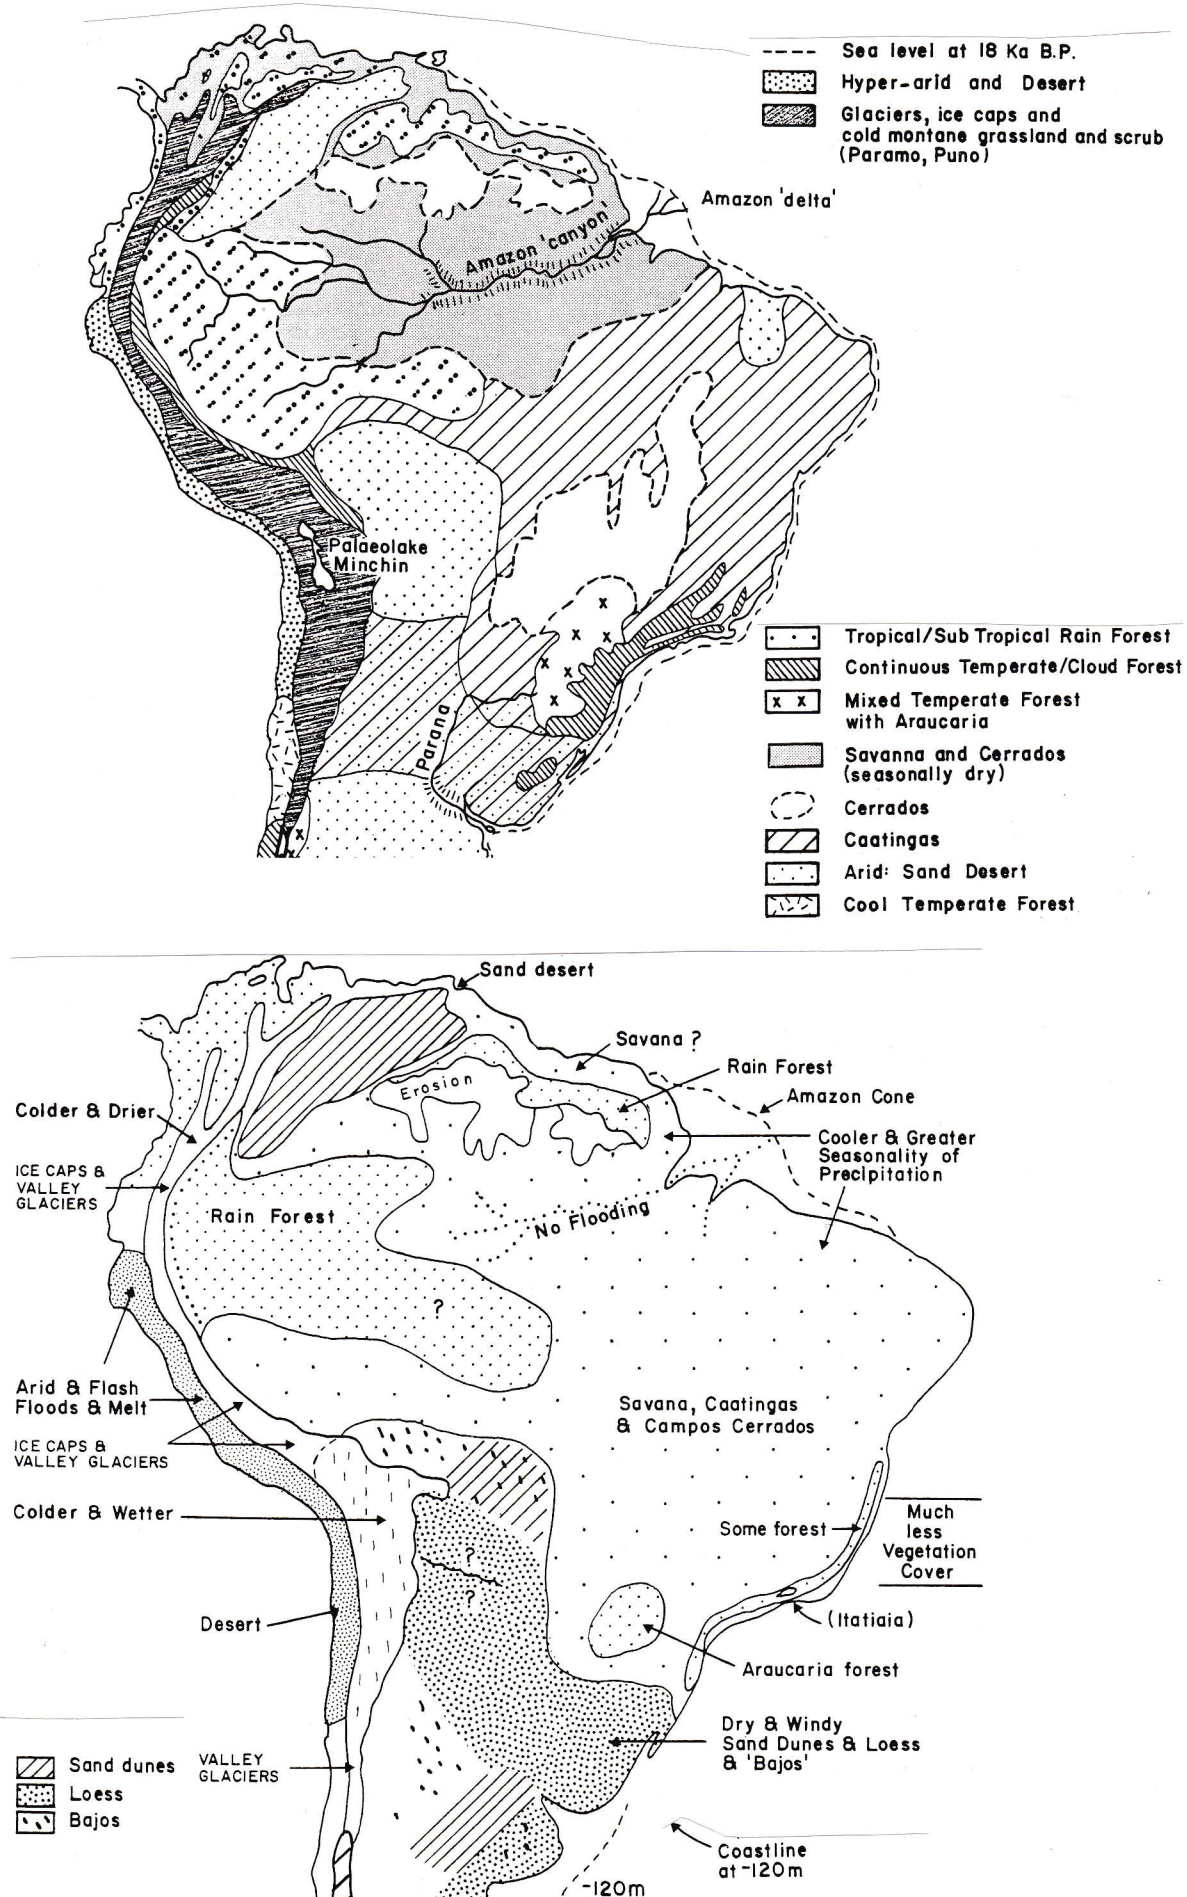 Sea level at 18 Ka B.P.
Hyper-arid and Desert
Glaciers, ice caps and
cold montane grassland and scrub
(Paramo, Puno)
Amazon 'delta'
Amazon 'canyon'
Palaeolake
Minchin
Parana
Tropical/Sub Tropical Rain Forest
Continuous Temperate/Cloud Forest
x x Mixed Temperate Forest
with Araucaria
Savanna and Cerrados
(seasonally dry)
Cerrados
Caatingas
Arid: Sand Desert
Cool Temperate Forest
Sand desert
Savana ?
Rain Forest
Erosion
Amazon Cone
Colder & Drier
Cooler & Greater
Seasonality of
Precipitation
ICE CAPS &
VALLEY
GLACIERS
Rain Forest
No Flooding
?
Arid & Flash
Floods & Melt
Savana, Caatingas
& Campos Cerrados
ICE CAPS &
VALLEY GLACIERS
Colder & Wetter
Some forest
Much
less
Vegetation
Cover
?
?
Desert
(Itatiaia)
Araucaria forest
Dry & Windy
Sand Dunes & Loess
& 'Bajos'
Sand dunes
Loess
Bajos
VALLEY
GLACIERS
Coastline
at -120m
-120m